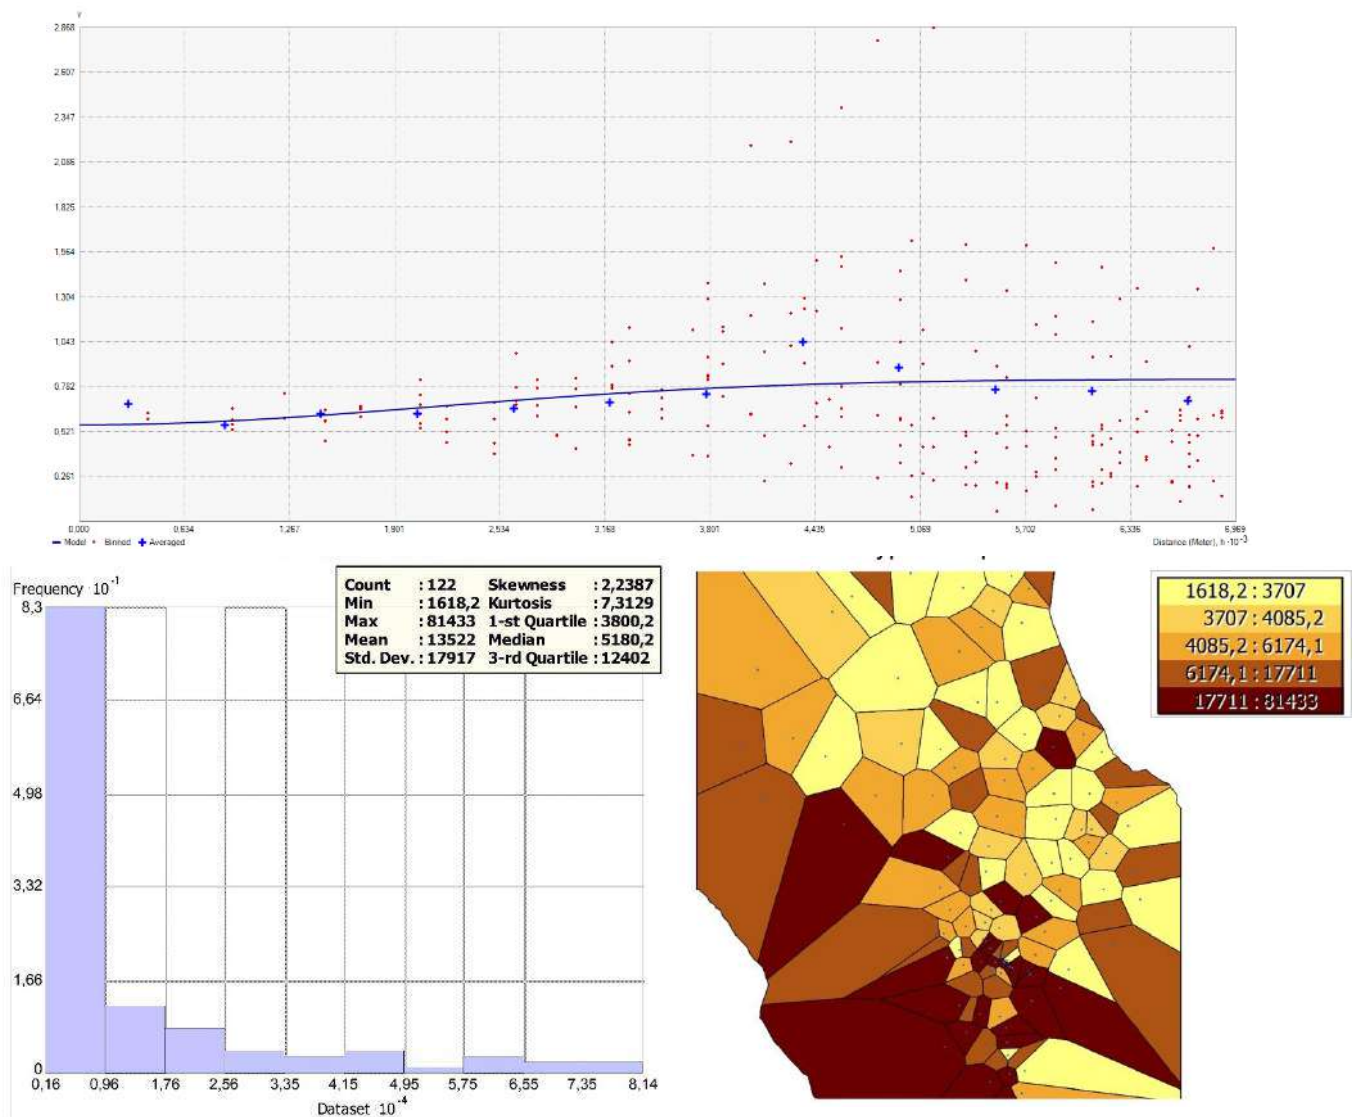 γ
2.868
2.607
2.347
2.086
1.825
1.564
1.304
1.043
0.782
0.521
0.261
0,000 0,634 1,267 1,901 2,534 3,168 3,801 4,435 5,069 5,702 6,336 6,969
Model Binned Averaged
Distance (Meter), h ·10⁻³
Frequency · 10⁻¹
8,3
6,64
4,98
3,32
1,66
0
0,16 0,96 1,76 2,56 3,35 4,15 4,95 5,75 6,55 7,35 8,14
Dataset · 10⁻⁴
Count : 122 Skewness : 2,2387
Min : 1618,2 Kurtosis : 7,3129
Max : 81433 1-st Quartile : 3800,2
Mean : 13522 Median : 5180,2
Std. Dev. : 17917 3-rd Quartile : 12402
1618,2 : 3707
3707 : 4085,2
4085,2 : 6174,1
6174,1 : 17711
17711 : 81433